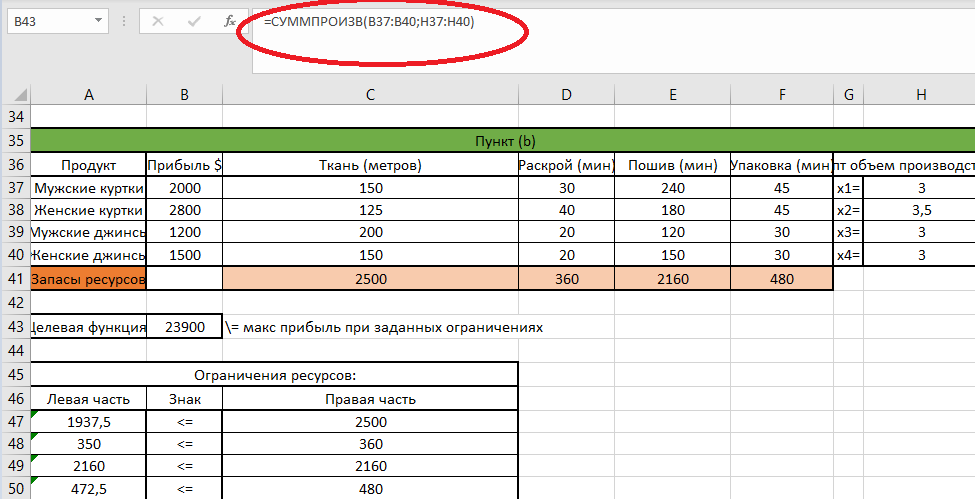 B43 fx =СУММПРОИЗВ(B37:B40;H37:H40)
A B C D E F G H
34
35 Пункт (b)
36 Продукт Прибыль $ Ткань (метров) Раскрой (мин) Пошив (мин) Упаковка (мин) пт объем производст
37 Мужские куртки 2000 150 30 240 45 x1= 3
38 Женские куртки 2800 125 40 180 45 x2= 3,5
39 Мужские джинсь 1200 200 20 120 30 x3= 3
40 Женские джинсь 1500 150 20 150 30 x4= 3
41 Запасы ресурсов 2500 360 2160 480
42
43 Целевая функция 23900 \= макс прибыль при заданных ограничениях
44
45 Ограничения ресурсов:
46 Левая часть Знак Правая часть
47 1937,5 <= 2500
48 350 <= 360
49 2160 <= 2160
50 472,5 <= 480